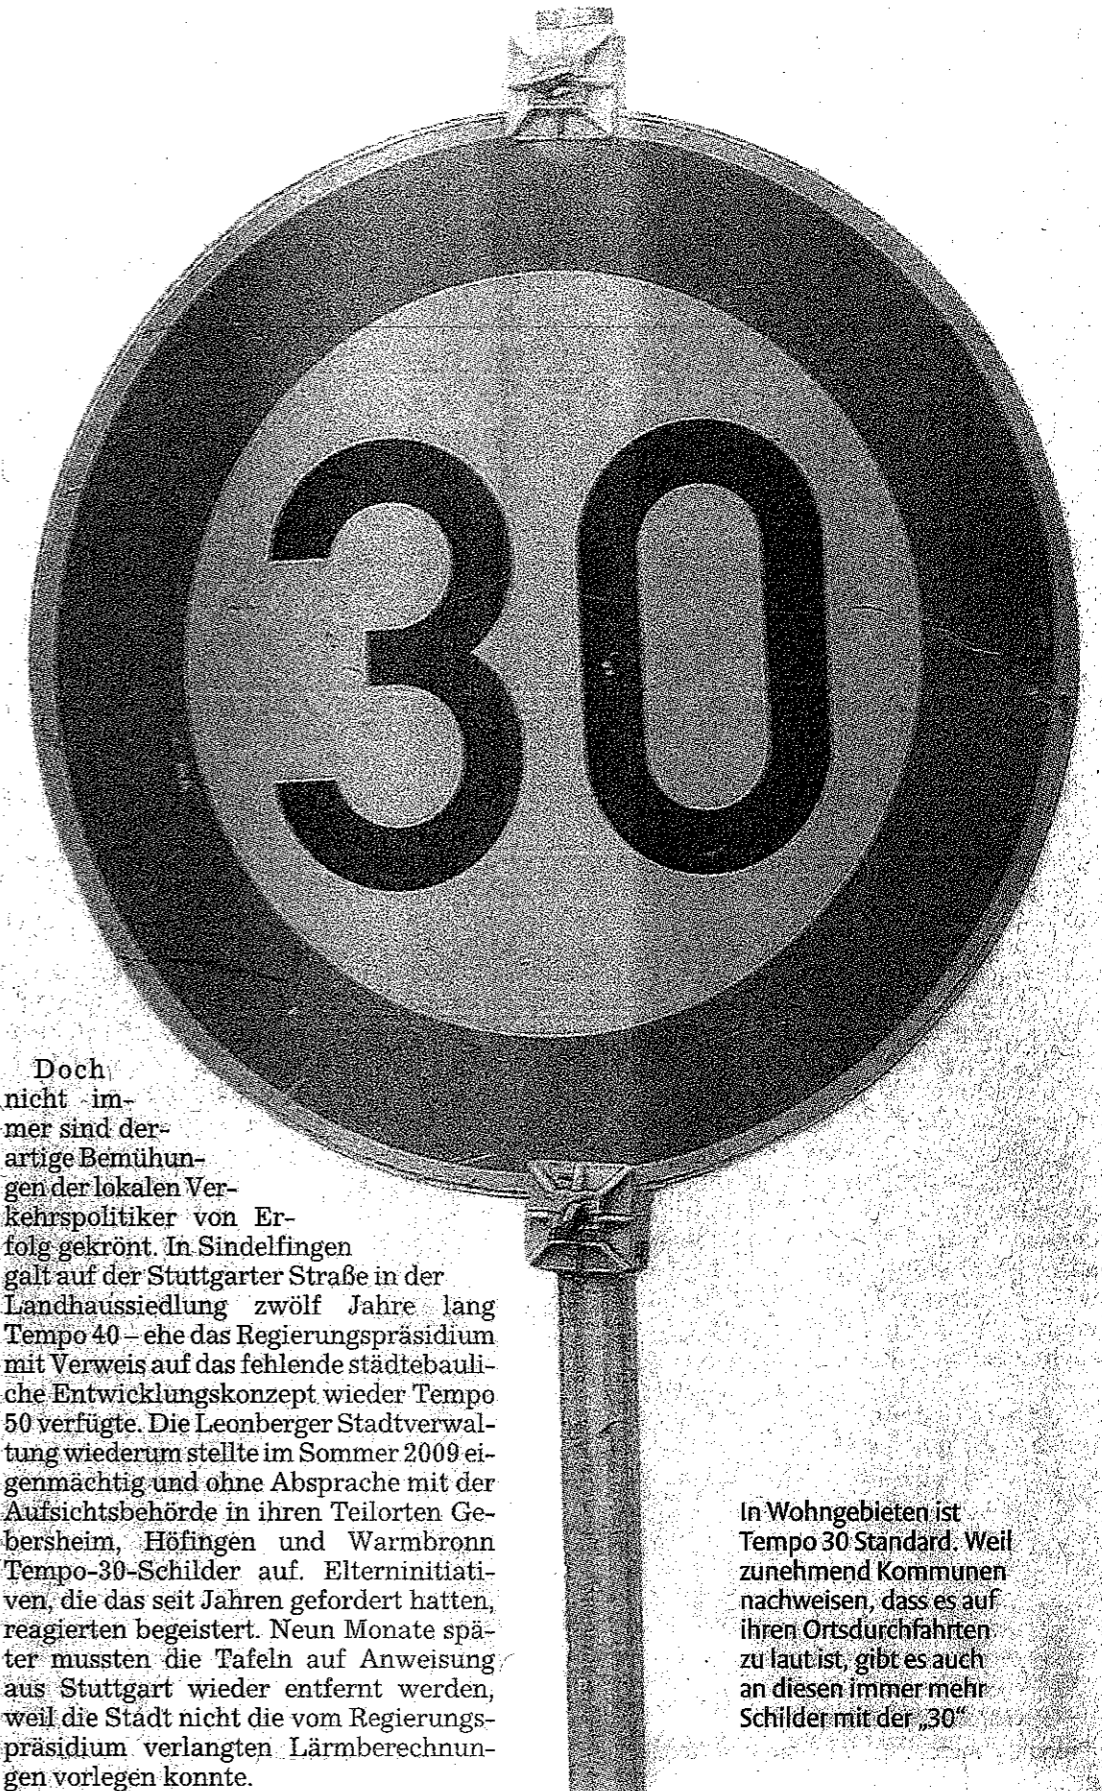 30
Doch
nicht im-
mer sind der-
artige Bemühun-
gen der lokalen Ver-
kehrspolitiker von Er-
folg gekrönt. In Sindelfingen
galt auf der Stuttgarter Straße in der
Landhaussiedlung zwölf Jahre lang
Tempo 40 – ehe das Regierungspräsidium
mit Verweis auf das fehlende städtebauli-
che Entwicklungskonzept wieder Tempo
50 verfügte. Die Leonberger Stadtverwal-
tung wiederum stellte im Sommer 2009 ei-
genmächtig und ohne Absprache mit der
Aufsichtsbehörde in ihren Teilorten Ge-
bersheim, Höfingen und Warmbronn
Tempo-30-Schilder auf. Elterninitiati-
ven, die das seit Jahren gefordert hatten,
reagierten begeistert. Neun Monate spä-
ter mussten die Tafeln auf Anweisung
aus Stuttgart wieder entfernt werden,
weil die Stadt nicht die vom Regierungs-
präsidium verlangten Lärmberechnun-
gen vorlegen konnte.
In Wohngebieten ist
Tempo 30 Standard. Weil
zunehmend Kommunen
nachweisen, dass es auf
ihren Ortsdurchfahrten
zu laut ist, gibt es auch
an diesen immer mehr
Schilder mit der „30“